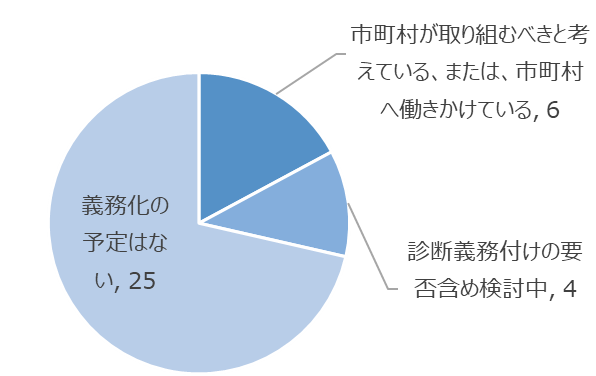 市町村が取り組むべきと考
えている、または、市町村
へ働きかけている, 6
義務化の
予定はな
い, 25
診断義務付けの要
否含め検討中, 4